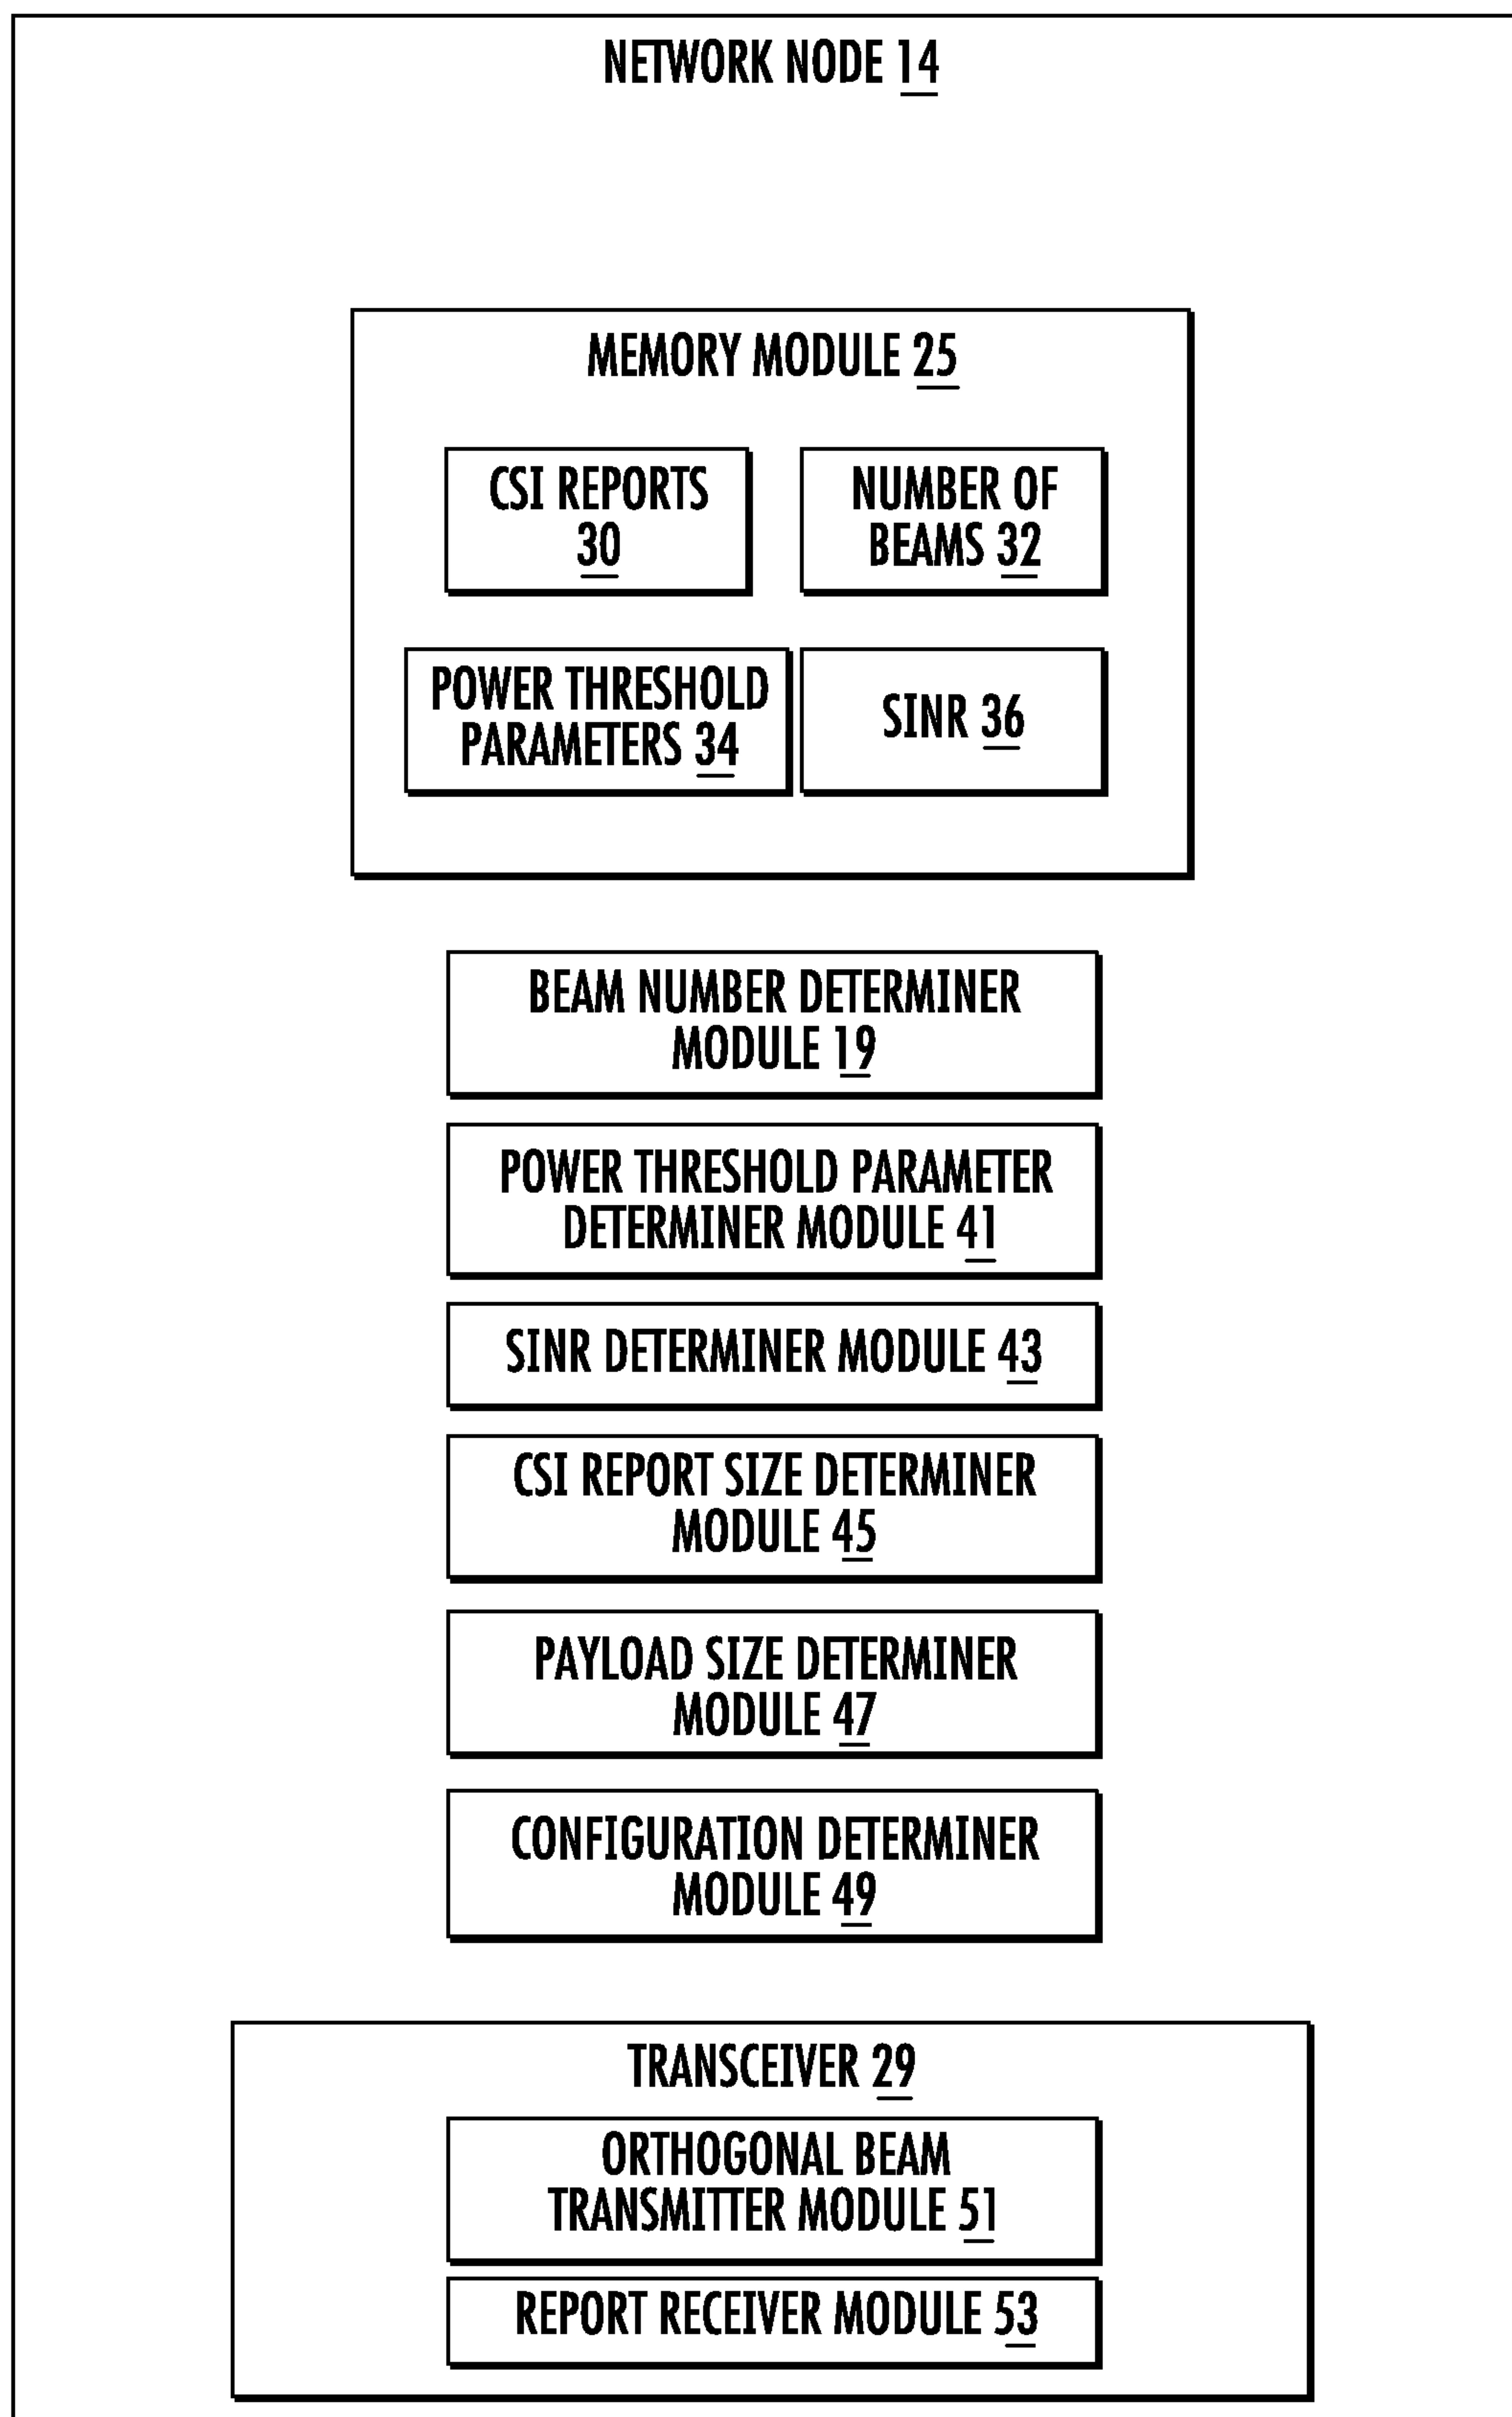 NETWORK NODE 14
MEMORY MODULE 25
CSI REPORTS
30
NUMBER OF
BEAMS 32
POWER THRESHOLD
PARAMETERS 34
SINR 36
BEAM NUMBER DETERMINER
MODULE 19
POWER THRESHOLD PARAMETER
DETERMINER MODULE 41
SINR DETERMINER MODULE 43
CSI REPORT SIZE DETERMINER
MODULE 45
PAYLOAD SIZE DETERMINER
MODULE 47
CONFIGURATION DETERMINER
MODULE 49
TRANSCEIVER 29
ORTHOGONAL BEAM
TRANSMITTER MODULE 51
REPORT RECEIVER MODULE 53